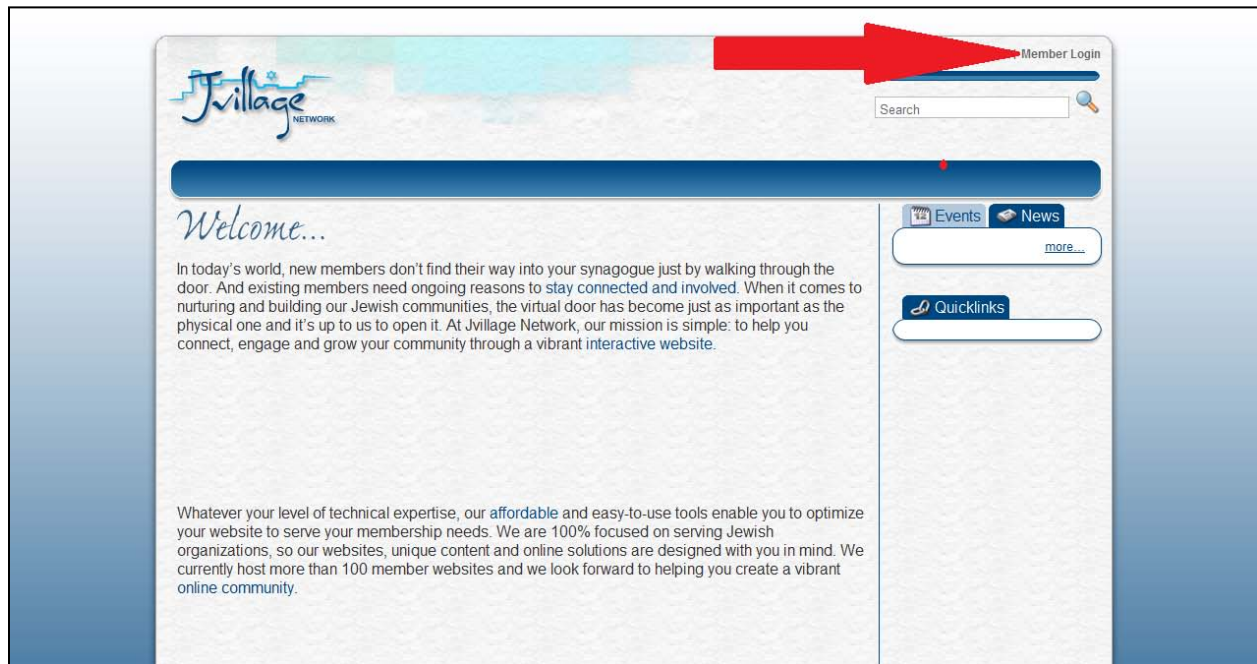 Member Login
Jvillage
NETWORK
Search
Welcome...
Events
News
more...
In today's world, new members don't find their way into your synagogue just by walking through the
door. And existing members need ongoing reasons to stay connected and involved. When it comes to
nurturing and building our Jewish communities, the virtual door has become just as important as the
physical one and it's up to us to open it. At Jvillage Network, our mission is simple: to help you
connect, engage and grow your community through a vibrant interactive website.
Quicklinks
Whatever your level of technical expertise, our affordable and easy-to-use tools enable you to optimize
your website to serve your membership needs. We are 100% focused on serving Jewish
organizations, so our websites, unique content and online solutions are designed with you in mind. We
currently host more than 100 member websites and we look forward to helping you create a vibrant
online community.